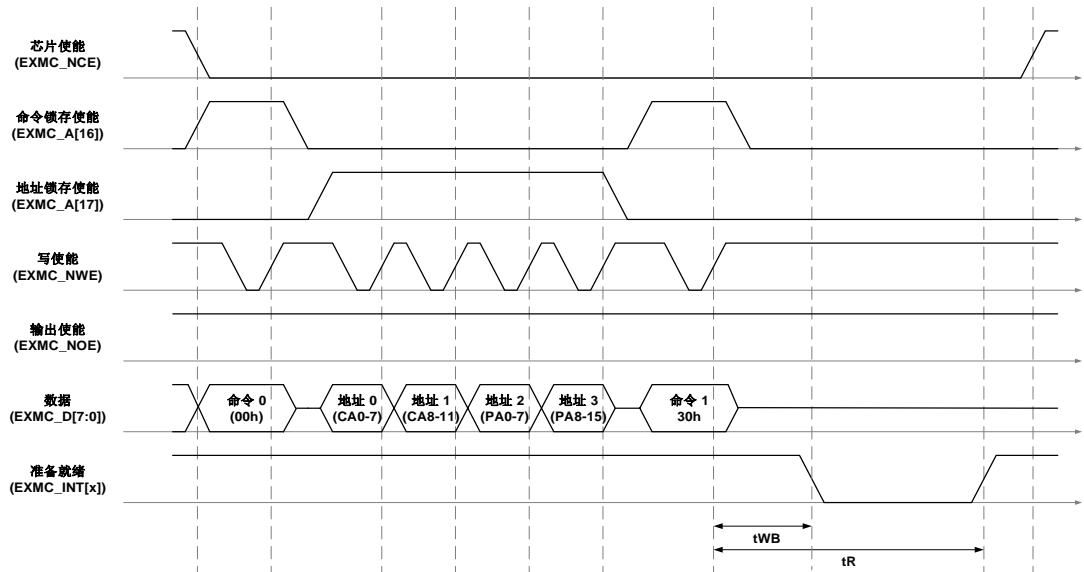 芯片使能
(EXMC_NCE)
命令锁存使能
(EXMC_A[16])
地址锁存使能
(EXMC_A[17])
写使能
(EXMC_NWE)
输出使能
(EXMC_NOE)
数据
(EXMC_D[7:0])
命令 0
(00h)
地址 0
(CA0-7)
地址 1
(CA8-11)
地址 2
(PA0-7)
地址 3
(PA8-15)
命令 1
30h
准备就绪
(EXMC_INT[x])
tWB
tR